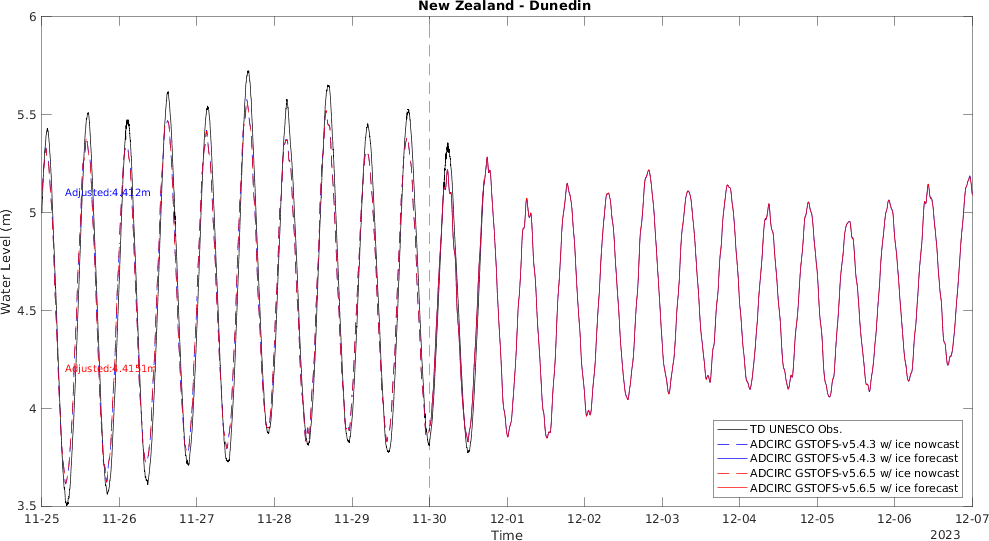 New Zealand - Dunedin
6
5.5
5
4.5
4
3.5
Water Level (m)
Adjusted:4.412m
Adjusted:4.4151m
TD UNESCO Obs.
ADCIRC GSTOFS-v5.4.3 w/ ice nowcast
ADCIRC GSTOFS-v5.4.3 w/ ice forecast
ADCIRC GSTOFS-v5.6.5 w/ ice nowcast
ADCIRC GSTOFS-v5.6.5 w/ ice forecast
11-25 11-26 11-27 11-28 11-29 11-30 12-01 12-02 12-03 12-04 12-05 12-06 12-07
Time
2023